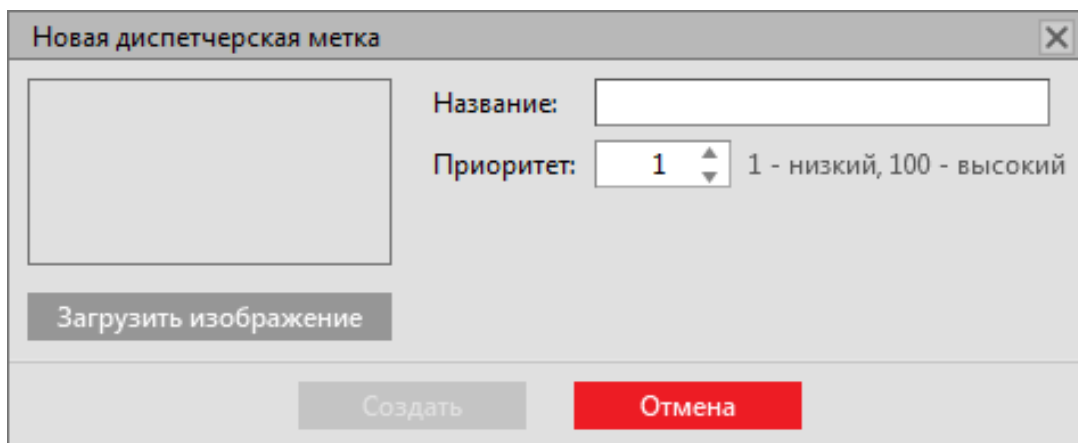 Новая диспетчерская метка
Название:
Приоритет: 1 1 - низкий, 100 - высокий
Загрузить изображение
Создать Отмена